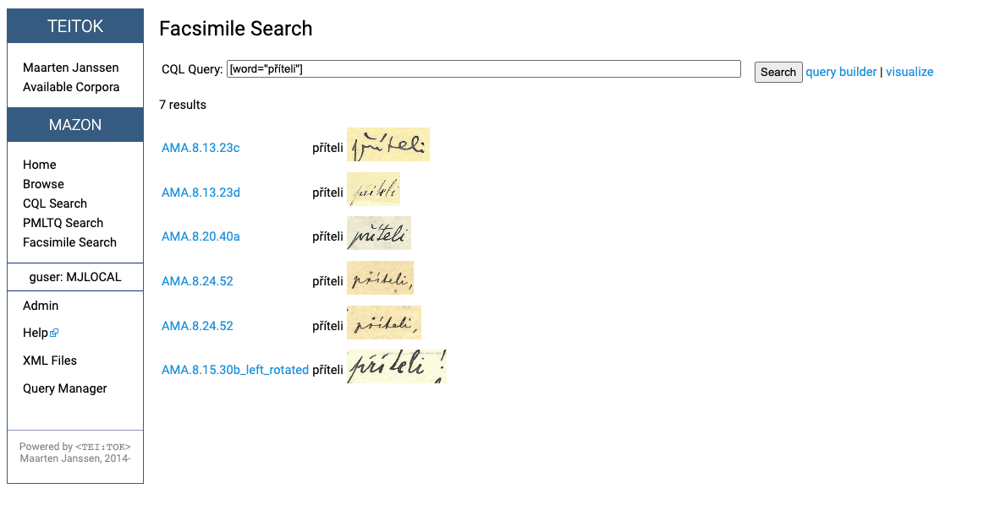 TEITOK
Maarten Janssen
Available Corpora
MAZON
Home
Browse
CQL Search
PMLTQ Search
Facsimile Search
guser: MJLOCAL
Admin
Help
XML Files
Query Manager
Powered by <TEI:TOK>
Maarten Janssen, 2014-
Facsimile Search
CQL Query: [word="příteli"] Search query builder | visualize
7 results
AMA.8.13.23c příteli příteli
AMA.8.13.23d příteli příteli
AMA.8.20.40a příteli příteli
AMA.8.24.52 příteli příteli,
AMA.8.24.52 příteli příteli,
AMA.8.15.30b_left_rotated příteli příteli!